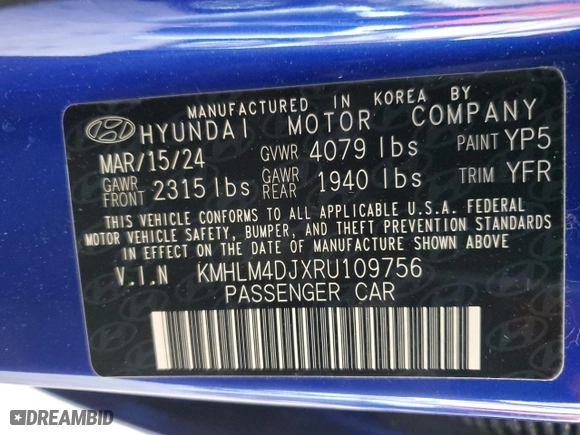 MANUFACTURED IN KOREA BY
HYUNDAI MOTOR COMPANY
MAR/15/24 GVWR 4079 lbs PAINT YP5
GAWR FRONT 2315 lbs GAWR REAR 1940 lbs TRIM YFR
THIS VEHICLE CONFORMS TO ALL APPLICABLE U.S.A. FEDERAL
MOTOR VEHICLE SAFETY, BUMPER, AND THEFT PREVENTION STANDARDS
IN EFFECT ON THE DATE OF MANUFACTURE SHOWN ABOVE.
V.I.N KMHLM4DJXRU109756
PASSENGER CAR
DREAMBID